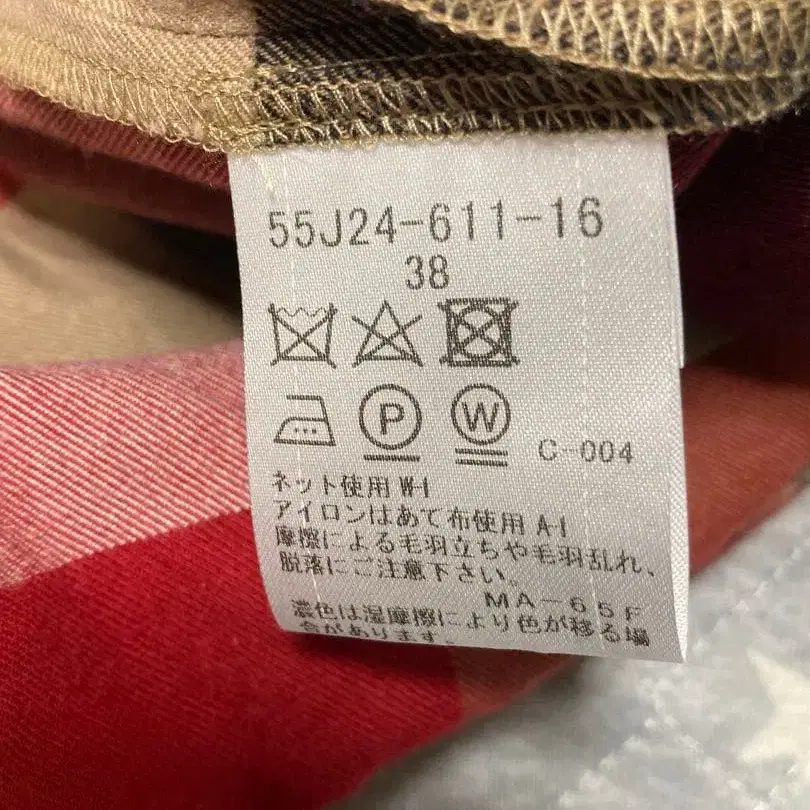 55J24-611-16
38
P W C-004
ネット使用 W-1
アイロンはあて布使用 A-1
摩擦による毛羽立ちや毛羽乱れ、
脱落にご注意下さい。
MA-65F
濃色は湿摩擦により色が移る場
合があります。